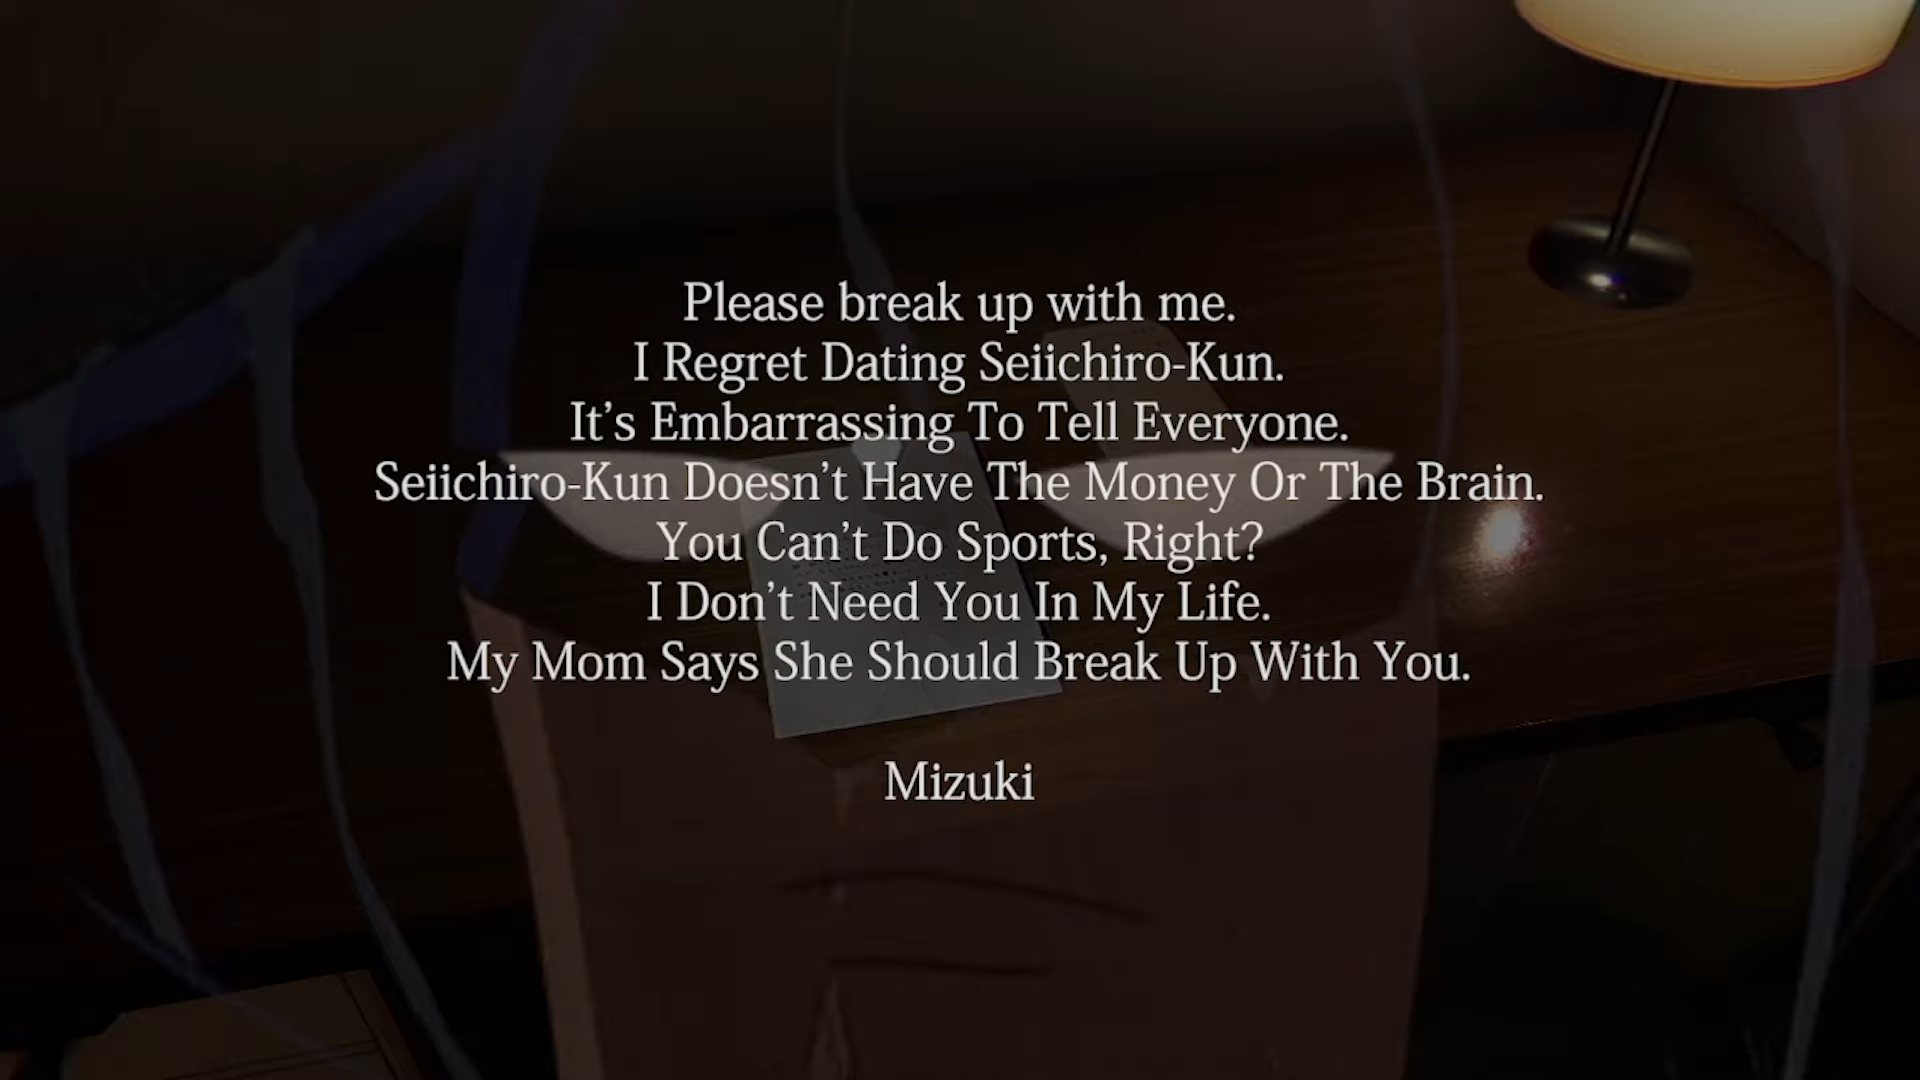 Please break up with me.
I Regret Dating Seiichiro-Kun.
It's Embarrassing To Tell Everyone.
Seiichiro-Kun Doesn't Have The Money Or The Brain.
You Can't Do Sports, Right?
I Don't Need You In My Life.
My Mom Says She Should Break Up With You.
Mizuki